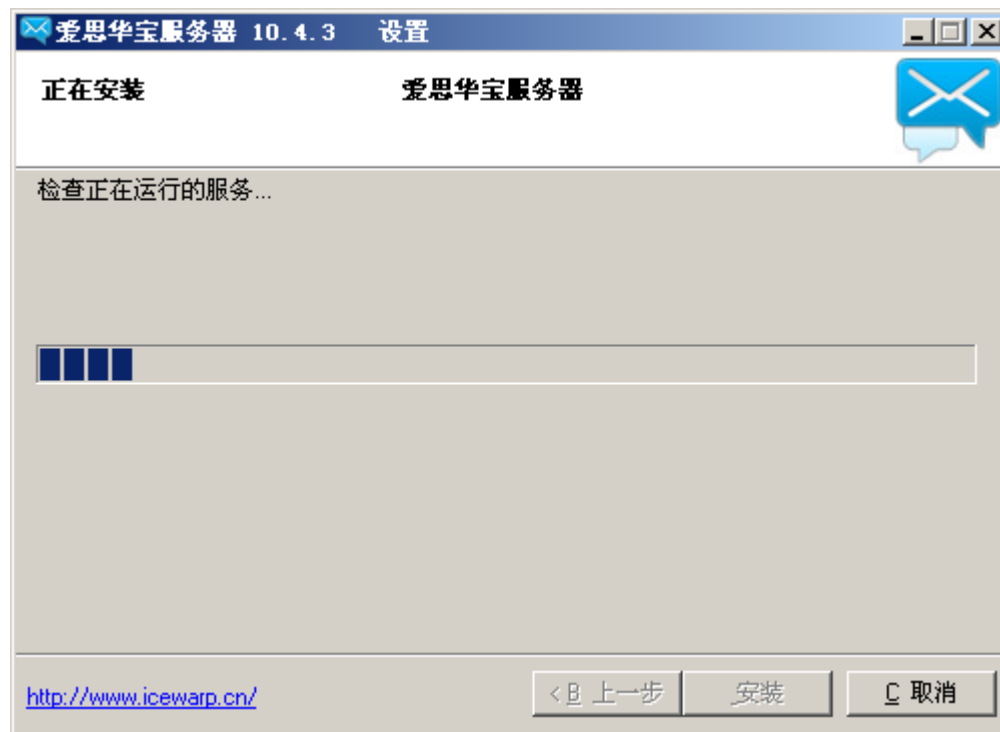 爱思华宝服务器 10.4.3 设置
正在安装 爱思华宝服务器
检查正在运行的服务...
http://www.icewarp.cn/
<B 上一步 安装 C 取消